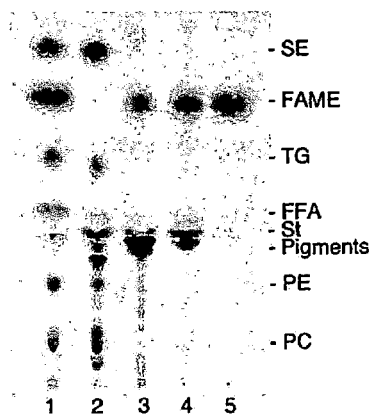 - SE
- FAME
- TG
- FFA
- St
- Pigments
- PE
- PC
1 2 3 4 5